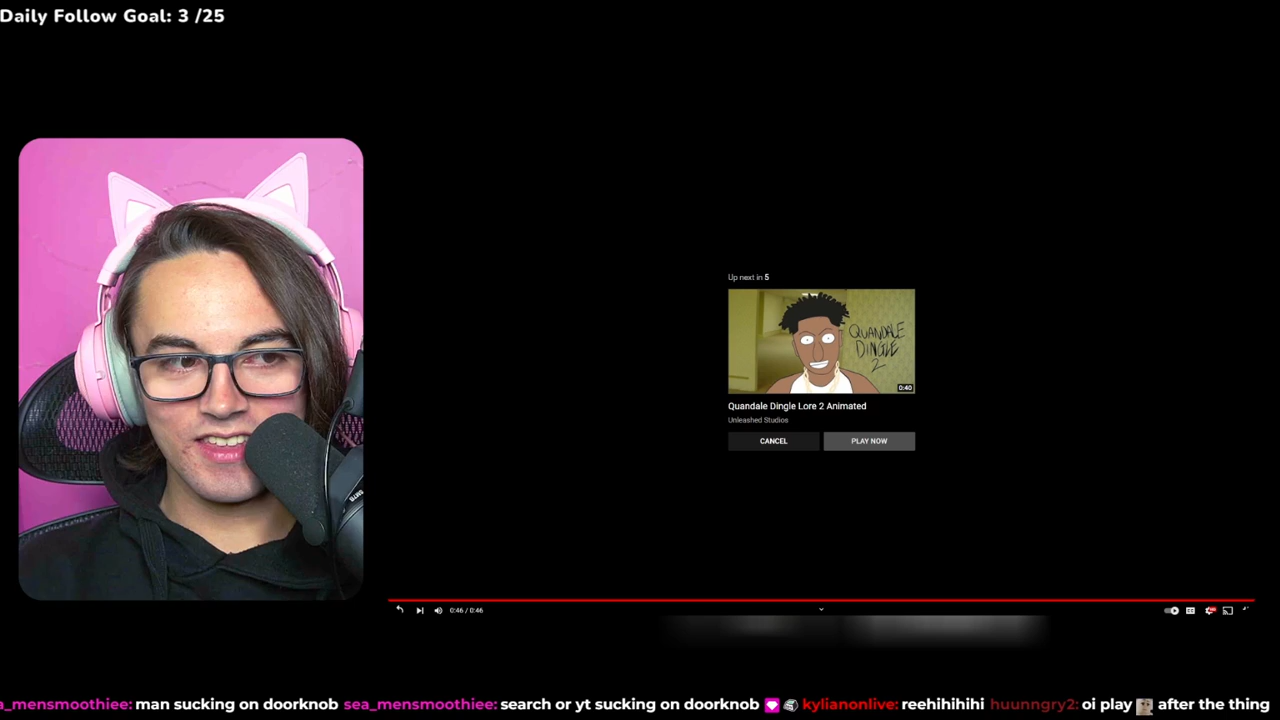 Daily Follow Goal: 3 /25
Up next in 5
QUANDALE
DINGLE
2
0:40
Quandale Dingle Lore 2 Animated
Unleashed Studios
CANCEL
PLAY NOW
0:46 / 0:46
a_mensmoothiee: man sucking on doorknob sea_mensmoothiee: search or yt sucking on doorknob kylianonlive: reehihihihi huunngry2: oi play after the thing